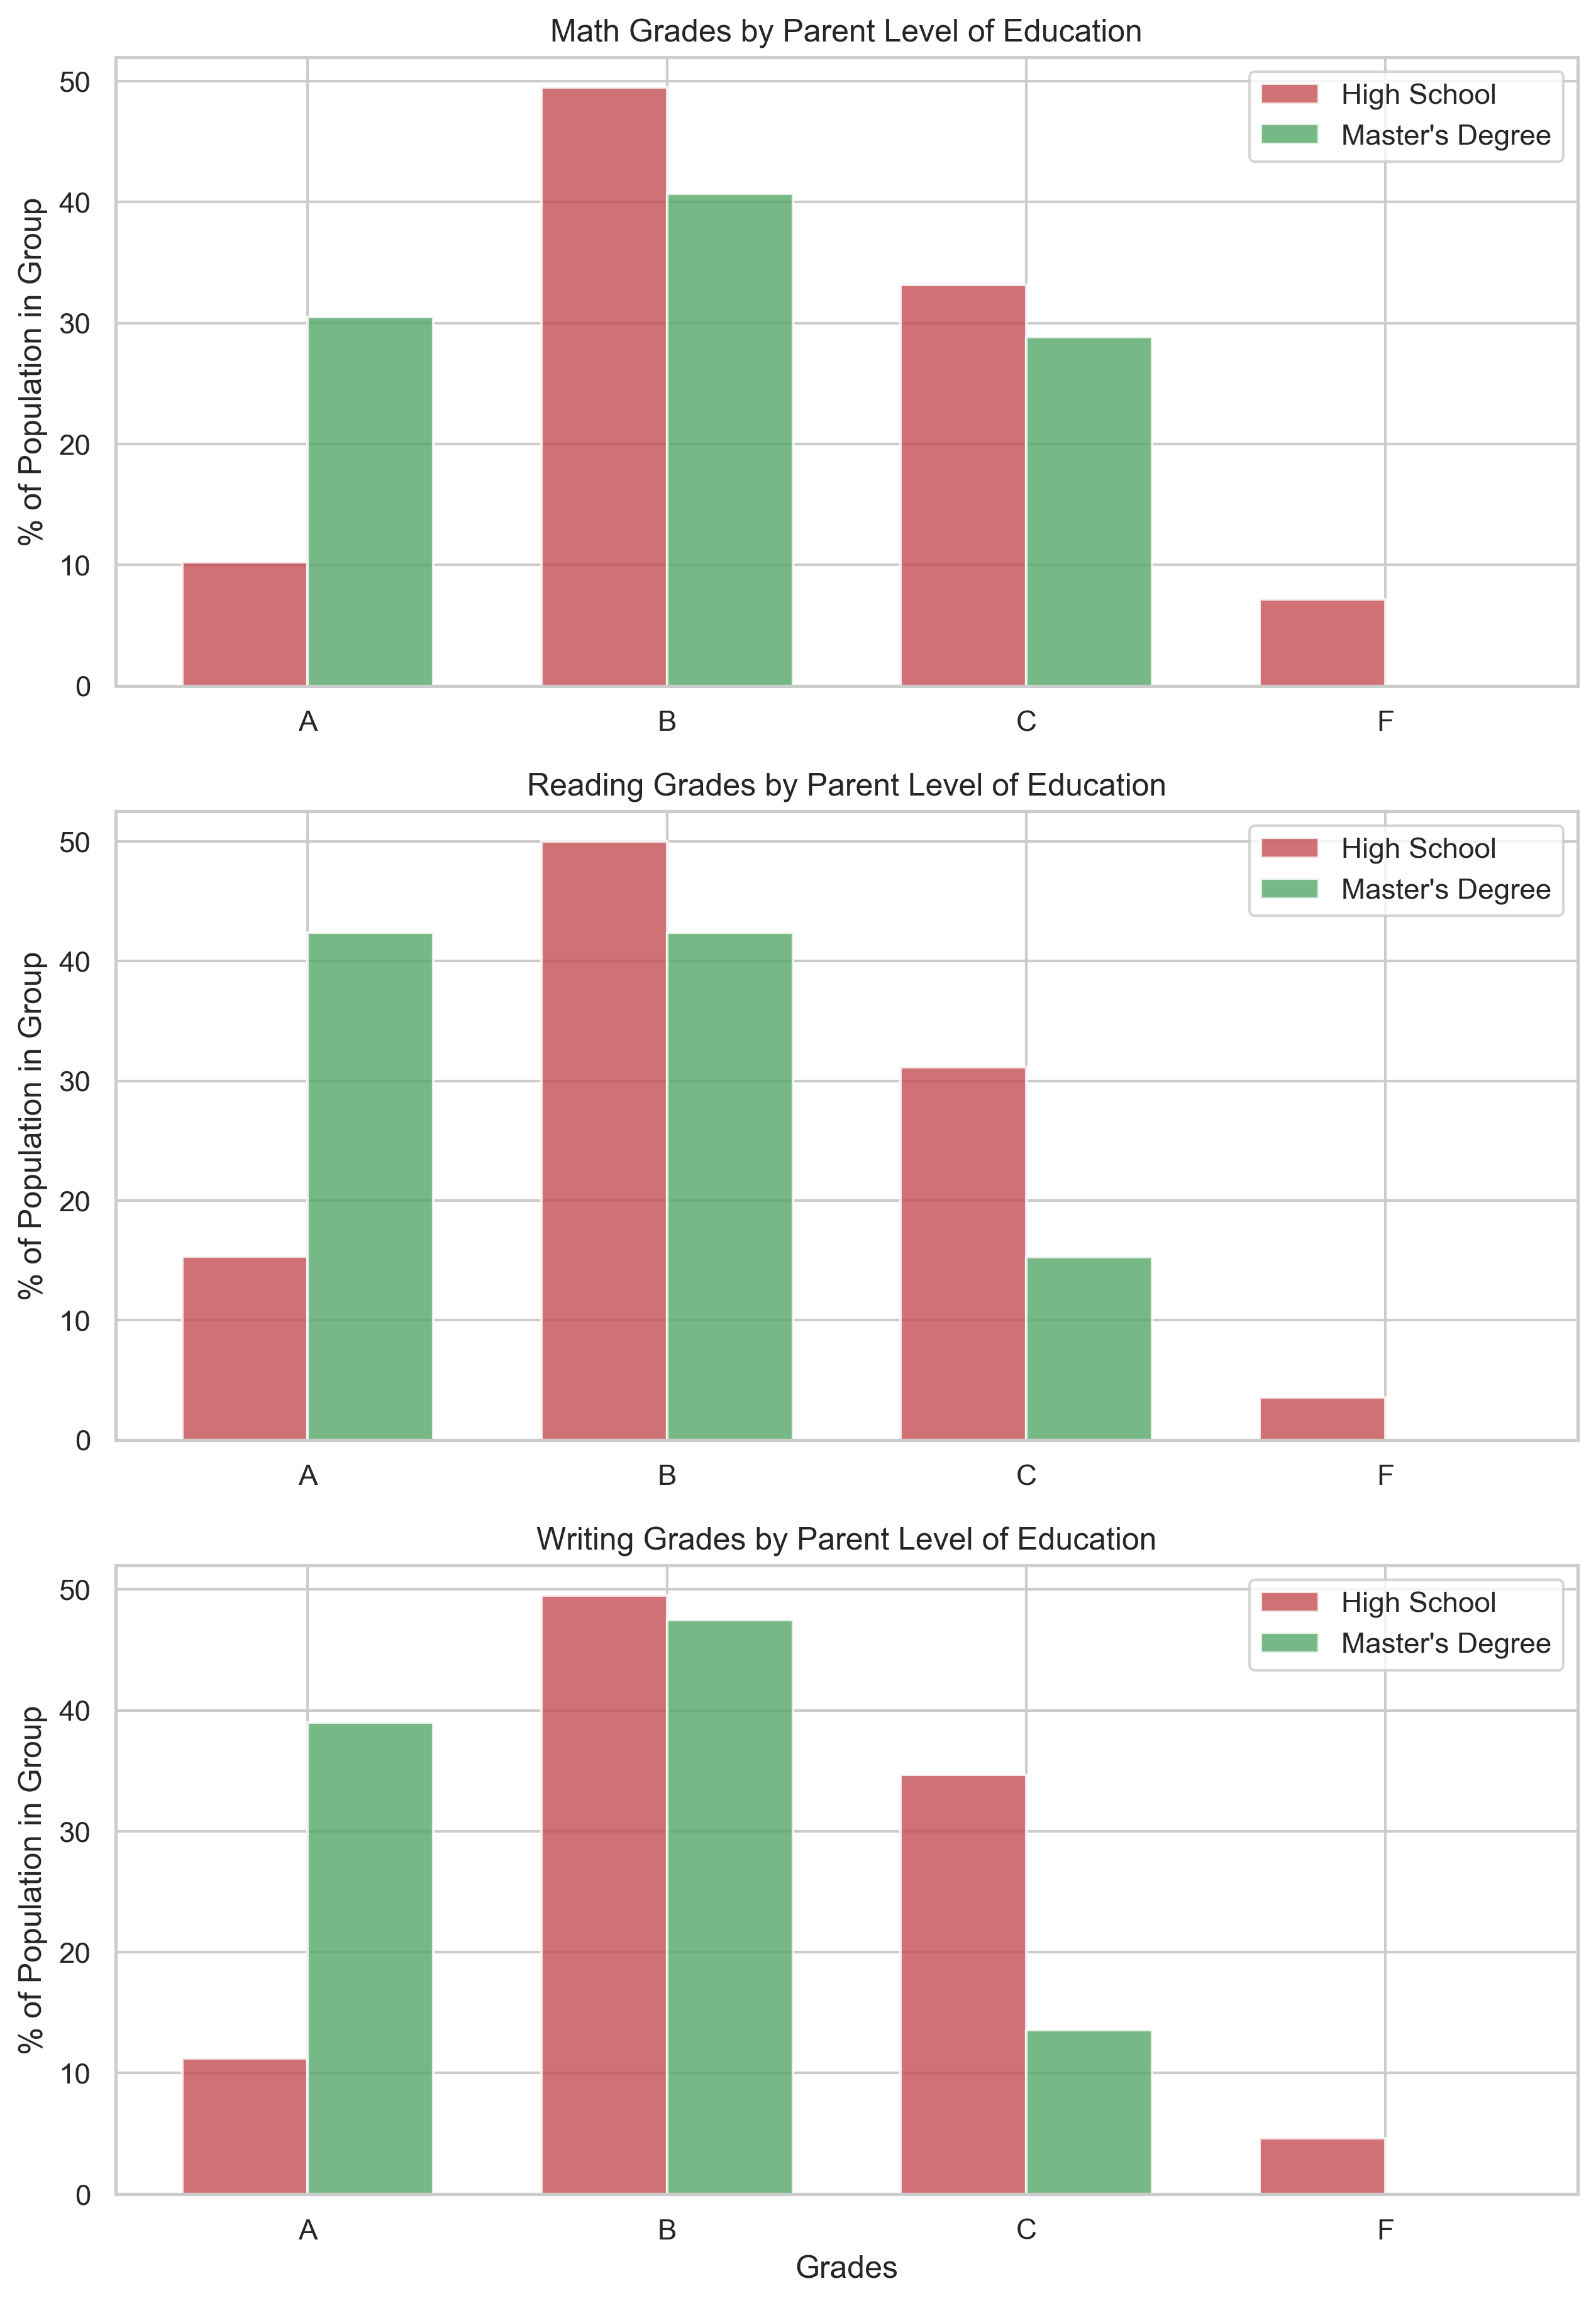 Math Grades by Parent Level of Education
% of Population in Group
50
40
30
20
10
0
High School
Master's Degree
A B C F
Reading Grades by Parent Level of Education
% of Population in Group
50
40
30
20
10
0
High School
Master's Degree
A B C F
Writing Grades by Parent Level of Education
% of Population in Group
50
40
30
20
10
0
High School
Master's Degree
A B C F
Grades